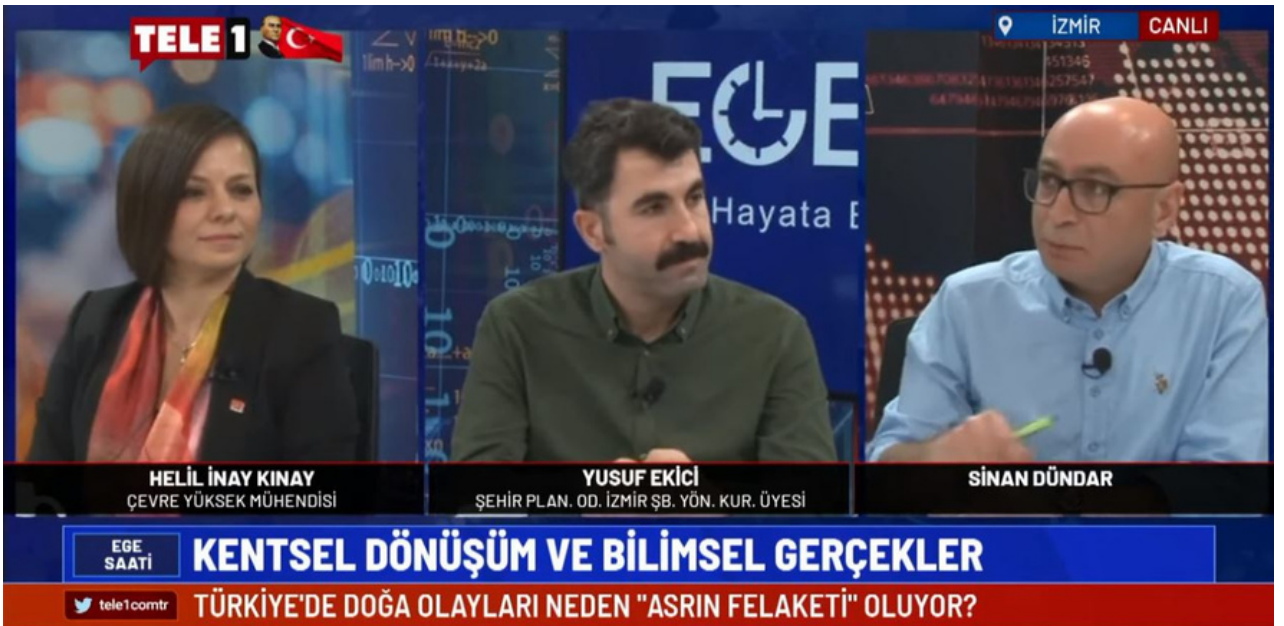 TELE 1
İZMİR
CANLI
EGE
Hayata
HELİL İNAY KINAY
ÇEVRE YÜKSEK MÜHENDİSİ
YUSUF EKİCİ
ŞEHİR PLAN. OD. İZMİR ŞB. YÖN. KUR. ÜYESİ
SİNAN DÜNDAR
EGE
SAATİ
KENTSEL DÖNÜŞÜM VE BİLİMSEL GERÇEKLER
tele1comtr
TÜRKİYE'DE DOĞA OLAYLARI NEDEN "ASRIN FELAKETİ" OLUYOR?